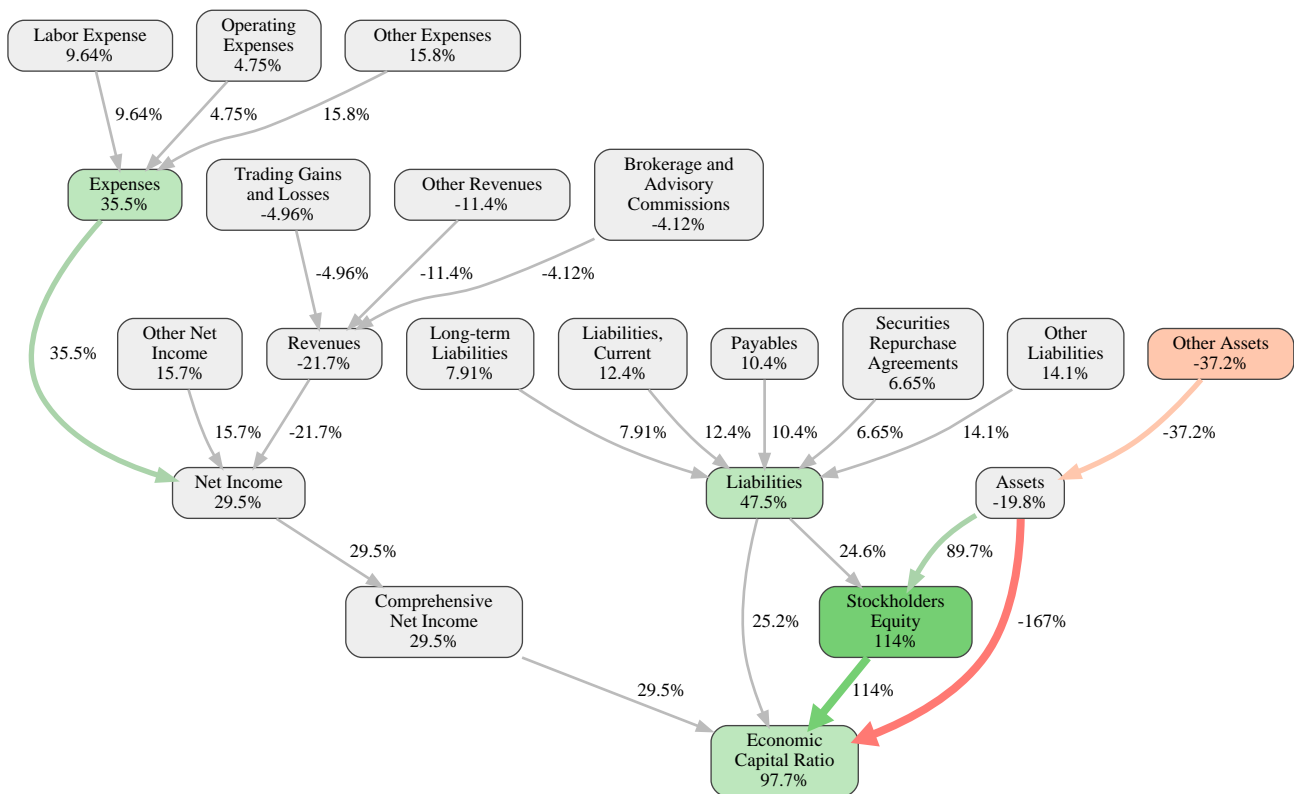 Labor Expense
9.64%
Operating
Expenses
4.75%
Other Expenses
15.8%
9.64%
4.75%
15.8%
Expenses
35.5%
Trading Gains
and Losses
-4.96%
Other Revenues
-11.4%
Brokerage and
Advisory
Commissions
-4.12%
-4.96%
-11.4%
-4.12%
35.5%
Other Net
Income
15.7%
Revenues
-21.7%
Long-term
Liabilities
7.91%
Liabilities,
Current
12.4%
Payables
10.4%
Securities
Repurchase
Agreements
6.65%
Other
Liabilities
14.1%
Other Assets
-37.2%
15.7%
-21.7%
7.91%
12.4%
10.4%
6.65%
14.1%
-37.2%
Net Income
29.5%
Liabilities
47.5%
Assets
-19.8%
29.5%
24.6%
89.7%
Comprehensive
Net Income
29.5%
25.2%
Stockholders
Equity
114%
-167%
29.5%
114%
Economic
Capital Ratio
97.7%